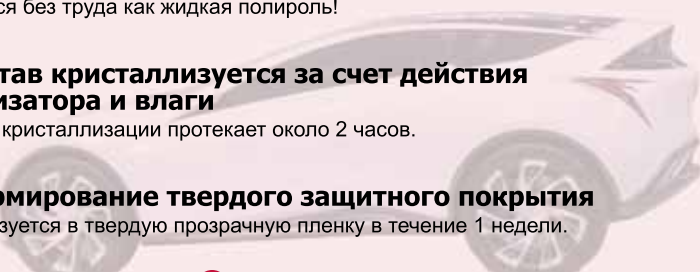 ся без труда как жидкая полироль!
тав кристаллизуется за счет действия
изатора и влаги
кристаллизации протекает около 2 часов.
рмирование твердого защитного покрытия
зуется в твердую прозрачную пленку в течение 1 недели.